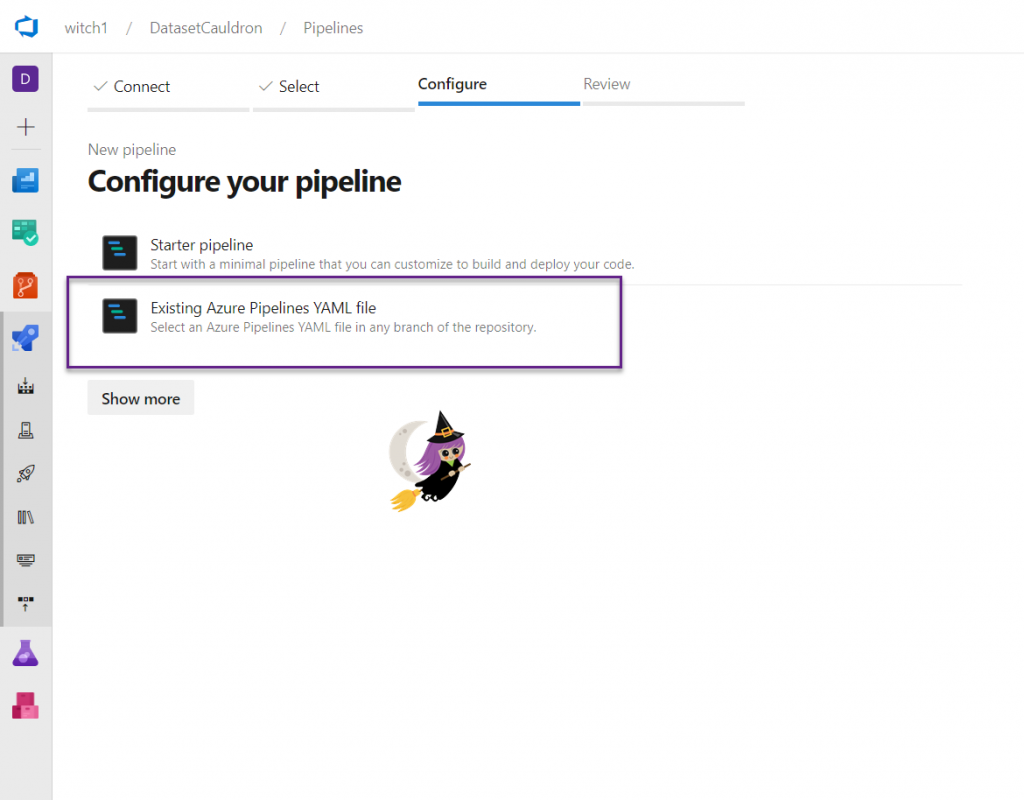 witch1 / DatasetCauldron / Pipelines
D
Connect Select Configure Review
New pipeline
Configure your pipeline
Starter pipeline
Start with a minimal pipeline that you can customize to build and deploy your code.
Existing Azure Pipelines YAML file
Select an Azure Pipelines YAML file in any branch of the repository.
Show more